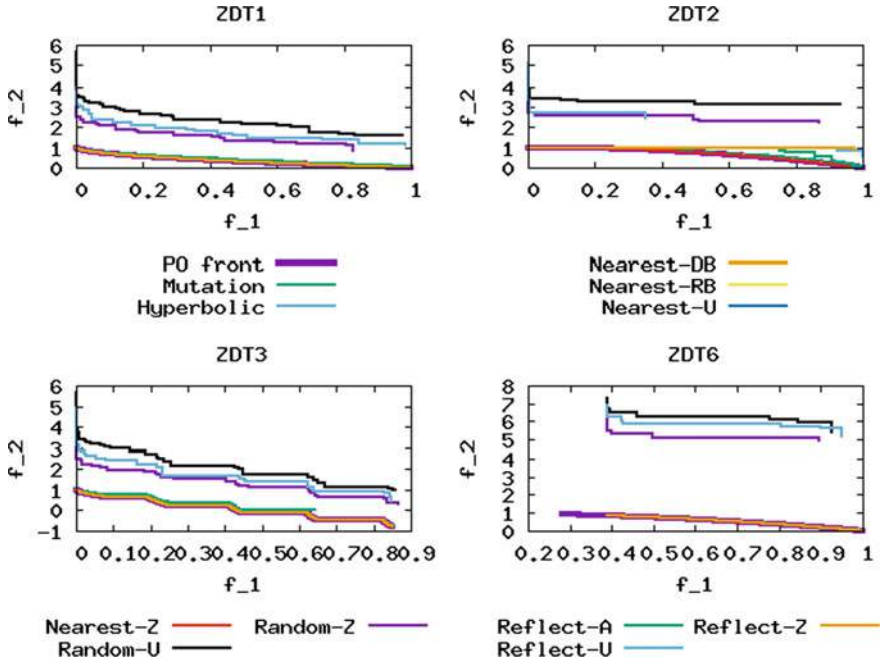 ZDT1 ZDT2
6 6
5 5
4 4
3 3
2 2
1 1
0 0
f_2 f_2
0 0.2 0.4 0.6 0.8 1 0 0.2 0.4 0.6 0.8 1
f_1 f_1
PO front Nearest-DB
Mutation Nearest-RB
Hyperbolic Nearest-U
ZDT3 ZDT6
6 8
5 7
4 6
3 5
2 4
1 3
0 2
-1 1
0
f_2 f_2
0 0.10.20.30.40.50.60.70.80.9 0.2 0.30.40.50.60.70.80.9 1
f_1 f_1
Nearest-Z Random-Z Reflect-A Reflect-Z
Random-U Reflect-U